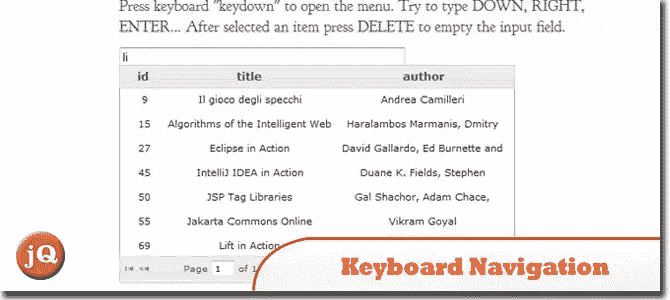 Press keyboard "keydown" to open the menu. Try to type DOWN, RIGHT,
ENTER... After selected an item press DELETE to empty the input field.
li
id title author
9 Il gioco degli specchi Andrea Camilleri
15 Algorithms of the Intelligent Web Haralambos Marmanis, Dmitry
27 Eclipse in Action David Gallardo, Ed Burnette and
45 IntelliJ IDEA in Action Duane K. Fields, Stephen
50 JSP Tag Libraries Gal Shachor, Adam Chace,
55 Jakarta Commons Online Vikram Goyal
69 Lift in Action
Page 1 of 1
jQ
Keyboard Navigation